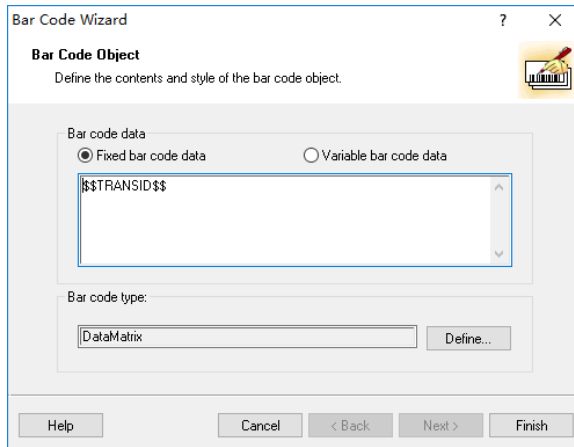 Bar Code Wizard ? ×
Bar Code Object
Define the contents and style of the bar code object.
Bar code data
Fixed bar code data Variable bar code data
$$TRANSID$$
Bar code type:
DataMatrix Define...
Help Cancel < Back Next > Finish